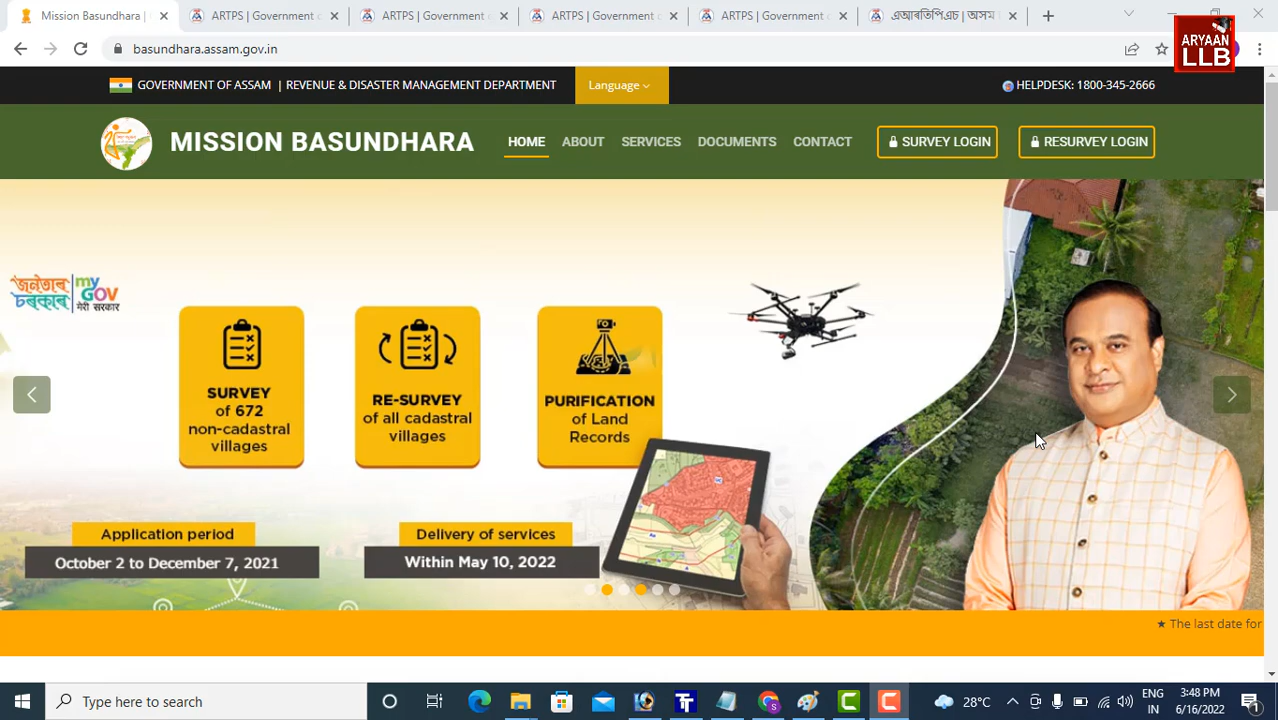 Mission Basundhara |
ARTPS | Government
ARTPS | Government
ARTPS | Government
ARTPS | Government
এআৰতিপিএচ | অসম
basundhara.assam.gov.in
ARYAAN
LLB
GOVERNMENT OF ASSAM | REVENUE & DISASTER MANAGEMENT DEPARTMENT
Language
HELPDESK: 1800-345-2666
MISSION BASUNDHARA
HOME
ABOUT
SERVICES
DOCUMENTS
CONTACT
SURVEY LOGIN
RESURVEY LOGIN
জনতাৰ
চৰকাৰ
my
GOV
मेरी सरकार
SURVEY
of 672
non-cadastral
villages
RE-SURVEY
of all cadastral
villages
PURIFICATION
of Land
Records
Application period
October 2 to December 7, 2021
Delivery of services
Within May 10, 2022
★ The last date for
Type here to search
28°C
ENG
IN
3:48 PM
6/16/2022